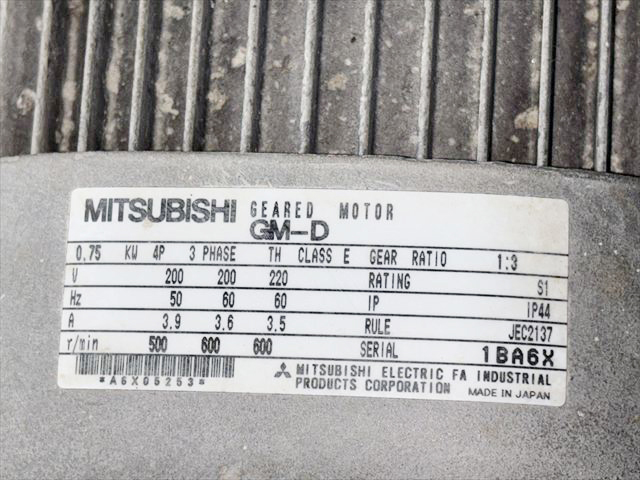 MITSUBISHI GEARED MOTOR
GM-D
0.75 KW 4P 3 PHASE TH CLASS E GEAR RATIO 1:3
V 200 200 220 RATING S1
Hz 50 60 60 IP IP44
A 3.9 3.6 3.5 RULE JEC2137
r/min 500 600 600 SERIAL 1BA6X
*A6X05253*
MITSUBISHI ELECTRIC FA INDUSTRIAL
PRODUCTS CORPORATION MADE IN JAPAN